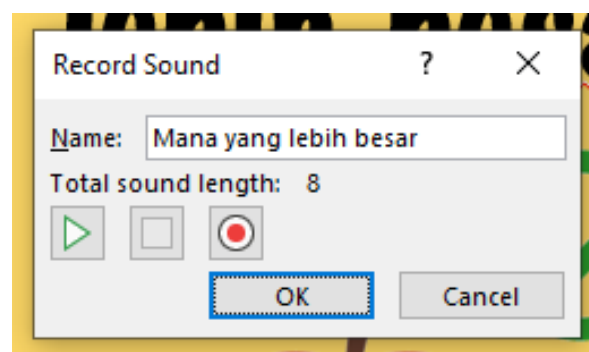 Record Sound ? X
Name: Mana yang lebih besar
Total sound length: 8
OK Cancel